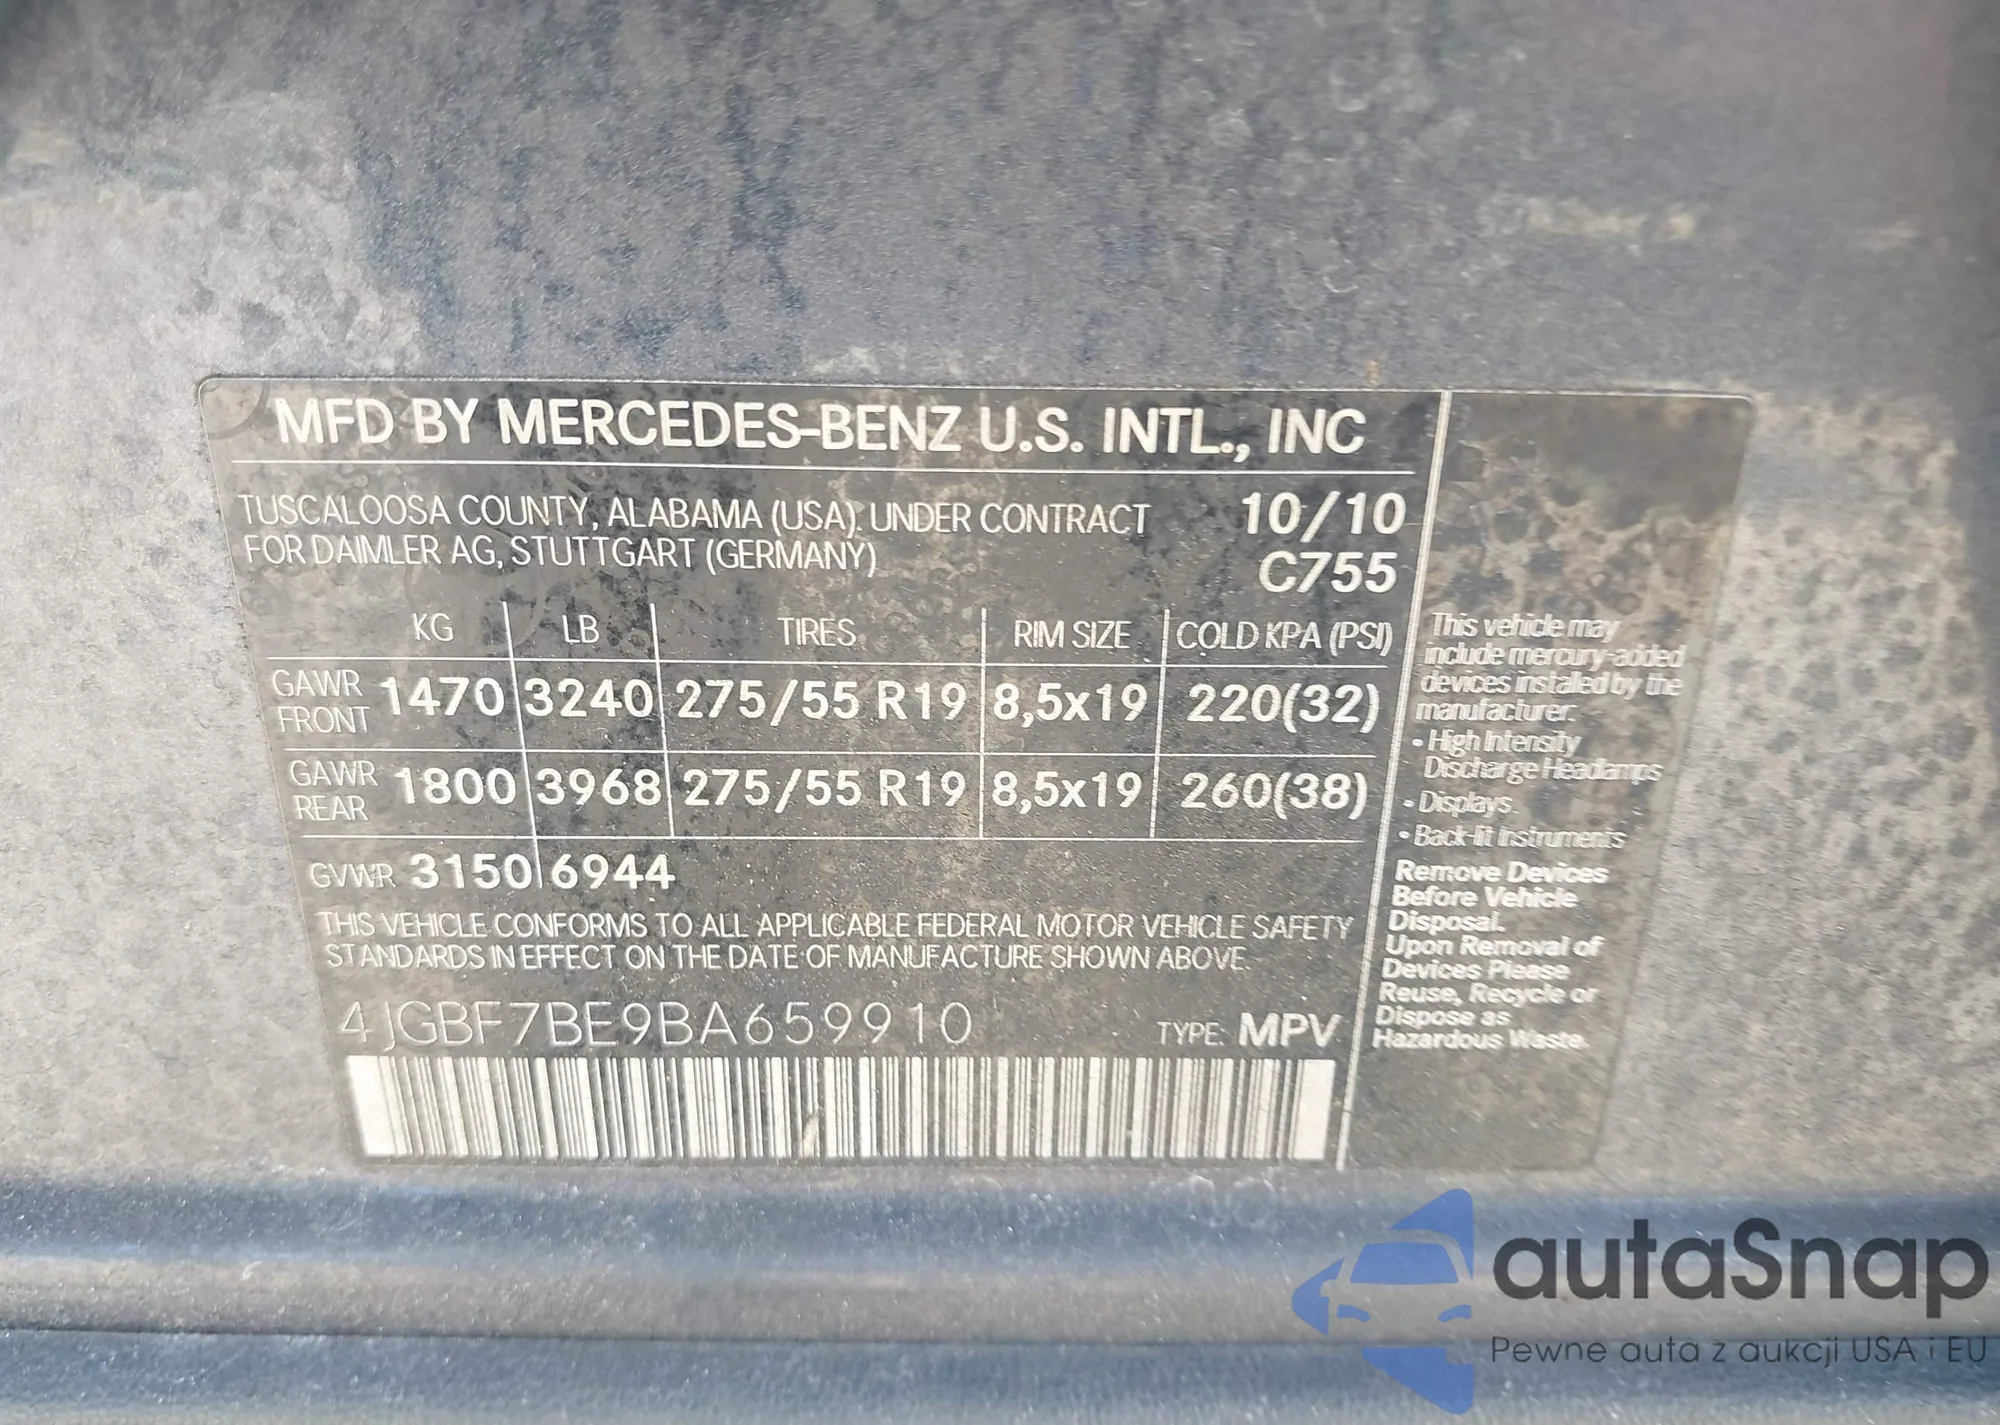 MFD BY MERCEDES-BENZ U.S. INTL., INC
TUSCALOOSA COUNTY, ALABAMA (USA). UNDER CONTRACT
FOR DAIMLER AG, STUTTGART (GERMANY)
10/10
C755
KG LB TIRES RIM SIZE COLD KPA (PSI)
GAWR FRONT 1470 3240 275/55 R19 8,5x19 220(32)
GAWR REAR 1800 3968 275/55 R19 8,5x19 260(38)
GVWR 3150 6944
THIS VEHICLE CONFORMS TO ALL APPLICABLE FEDERAL MOTOR VEHICLE SAFETY
STANDARDS IN EFFECT ON THE DATE OF MANUFACTURE SHOWN ABOVE.
4JGBF7BE9BA659910
TYPE: MPV
This vehicle may
include mercury-added
devices installed by the
manufacturer:
• High Intensity
Discharge Headlamps
• Displays
• Back-lit Instruments
Remove Devices
Before Vehicle
Disposal.
Upon Removal of
Devices Please
Reuse, Recycle or
Dispose as
Hazardous Waste.
autaSnap
Pewne auta z aukcji USA i EU